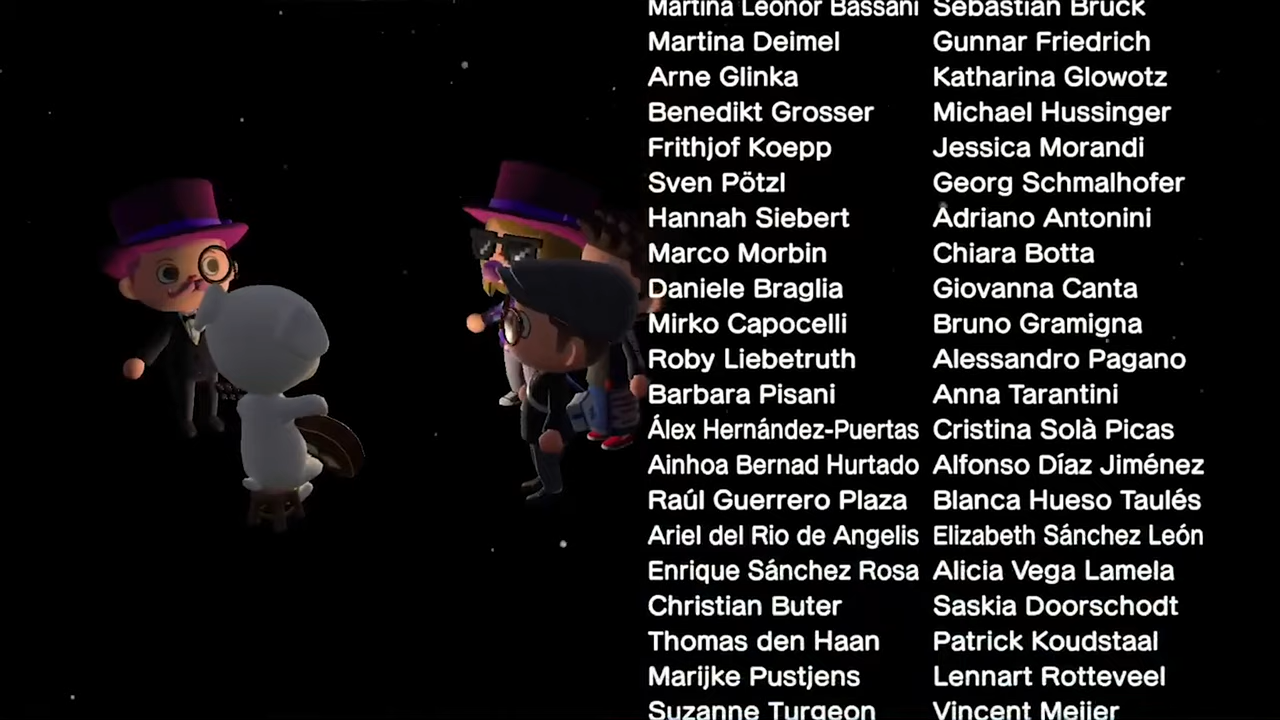 Martina Leonor Bassani Sebastian Bruck
Martina Deimel Gunnar Friedrich
Arne Glinka Katharina Glowotz
Benedikt Grosser Michael Hussinger
Frithjof Koepp Jessica Morandi
Sven Pötzl Georg Schmalhofer
Hannah Siebert Adriano Antonini
Marco Morbin Chiara Botta
Daniele Braglia Giovanna Canta
Mirko Capocelli Bruno Gramigna
Roby Liebetruth Alessandro Pagano
Barbara Pisani Anna Tarantini
Álex Hernández-Puertas Cristina Solà Picas
Ainhoa Bernad Hurtado Alfonso Díaz Jiménez
Raúl Guerrero Plaza Blanca Hueso Taulés
Ariel del Rio de Angelis Elizabeth Sánchez León
Enrique Sánchez Rosa Alicia Vega Lamela
Christian Buter Saskia Doorschodt
Thomas den Haan Patrick Koudstaal
Marijke Pustjens Lennart Rotteveel
Suzanne Turgeon Vincent Meijer